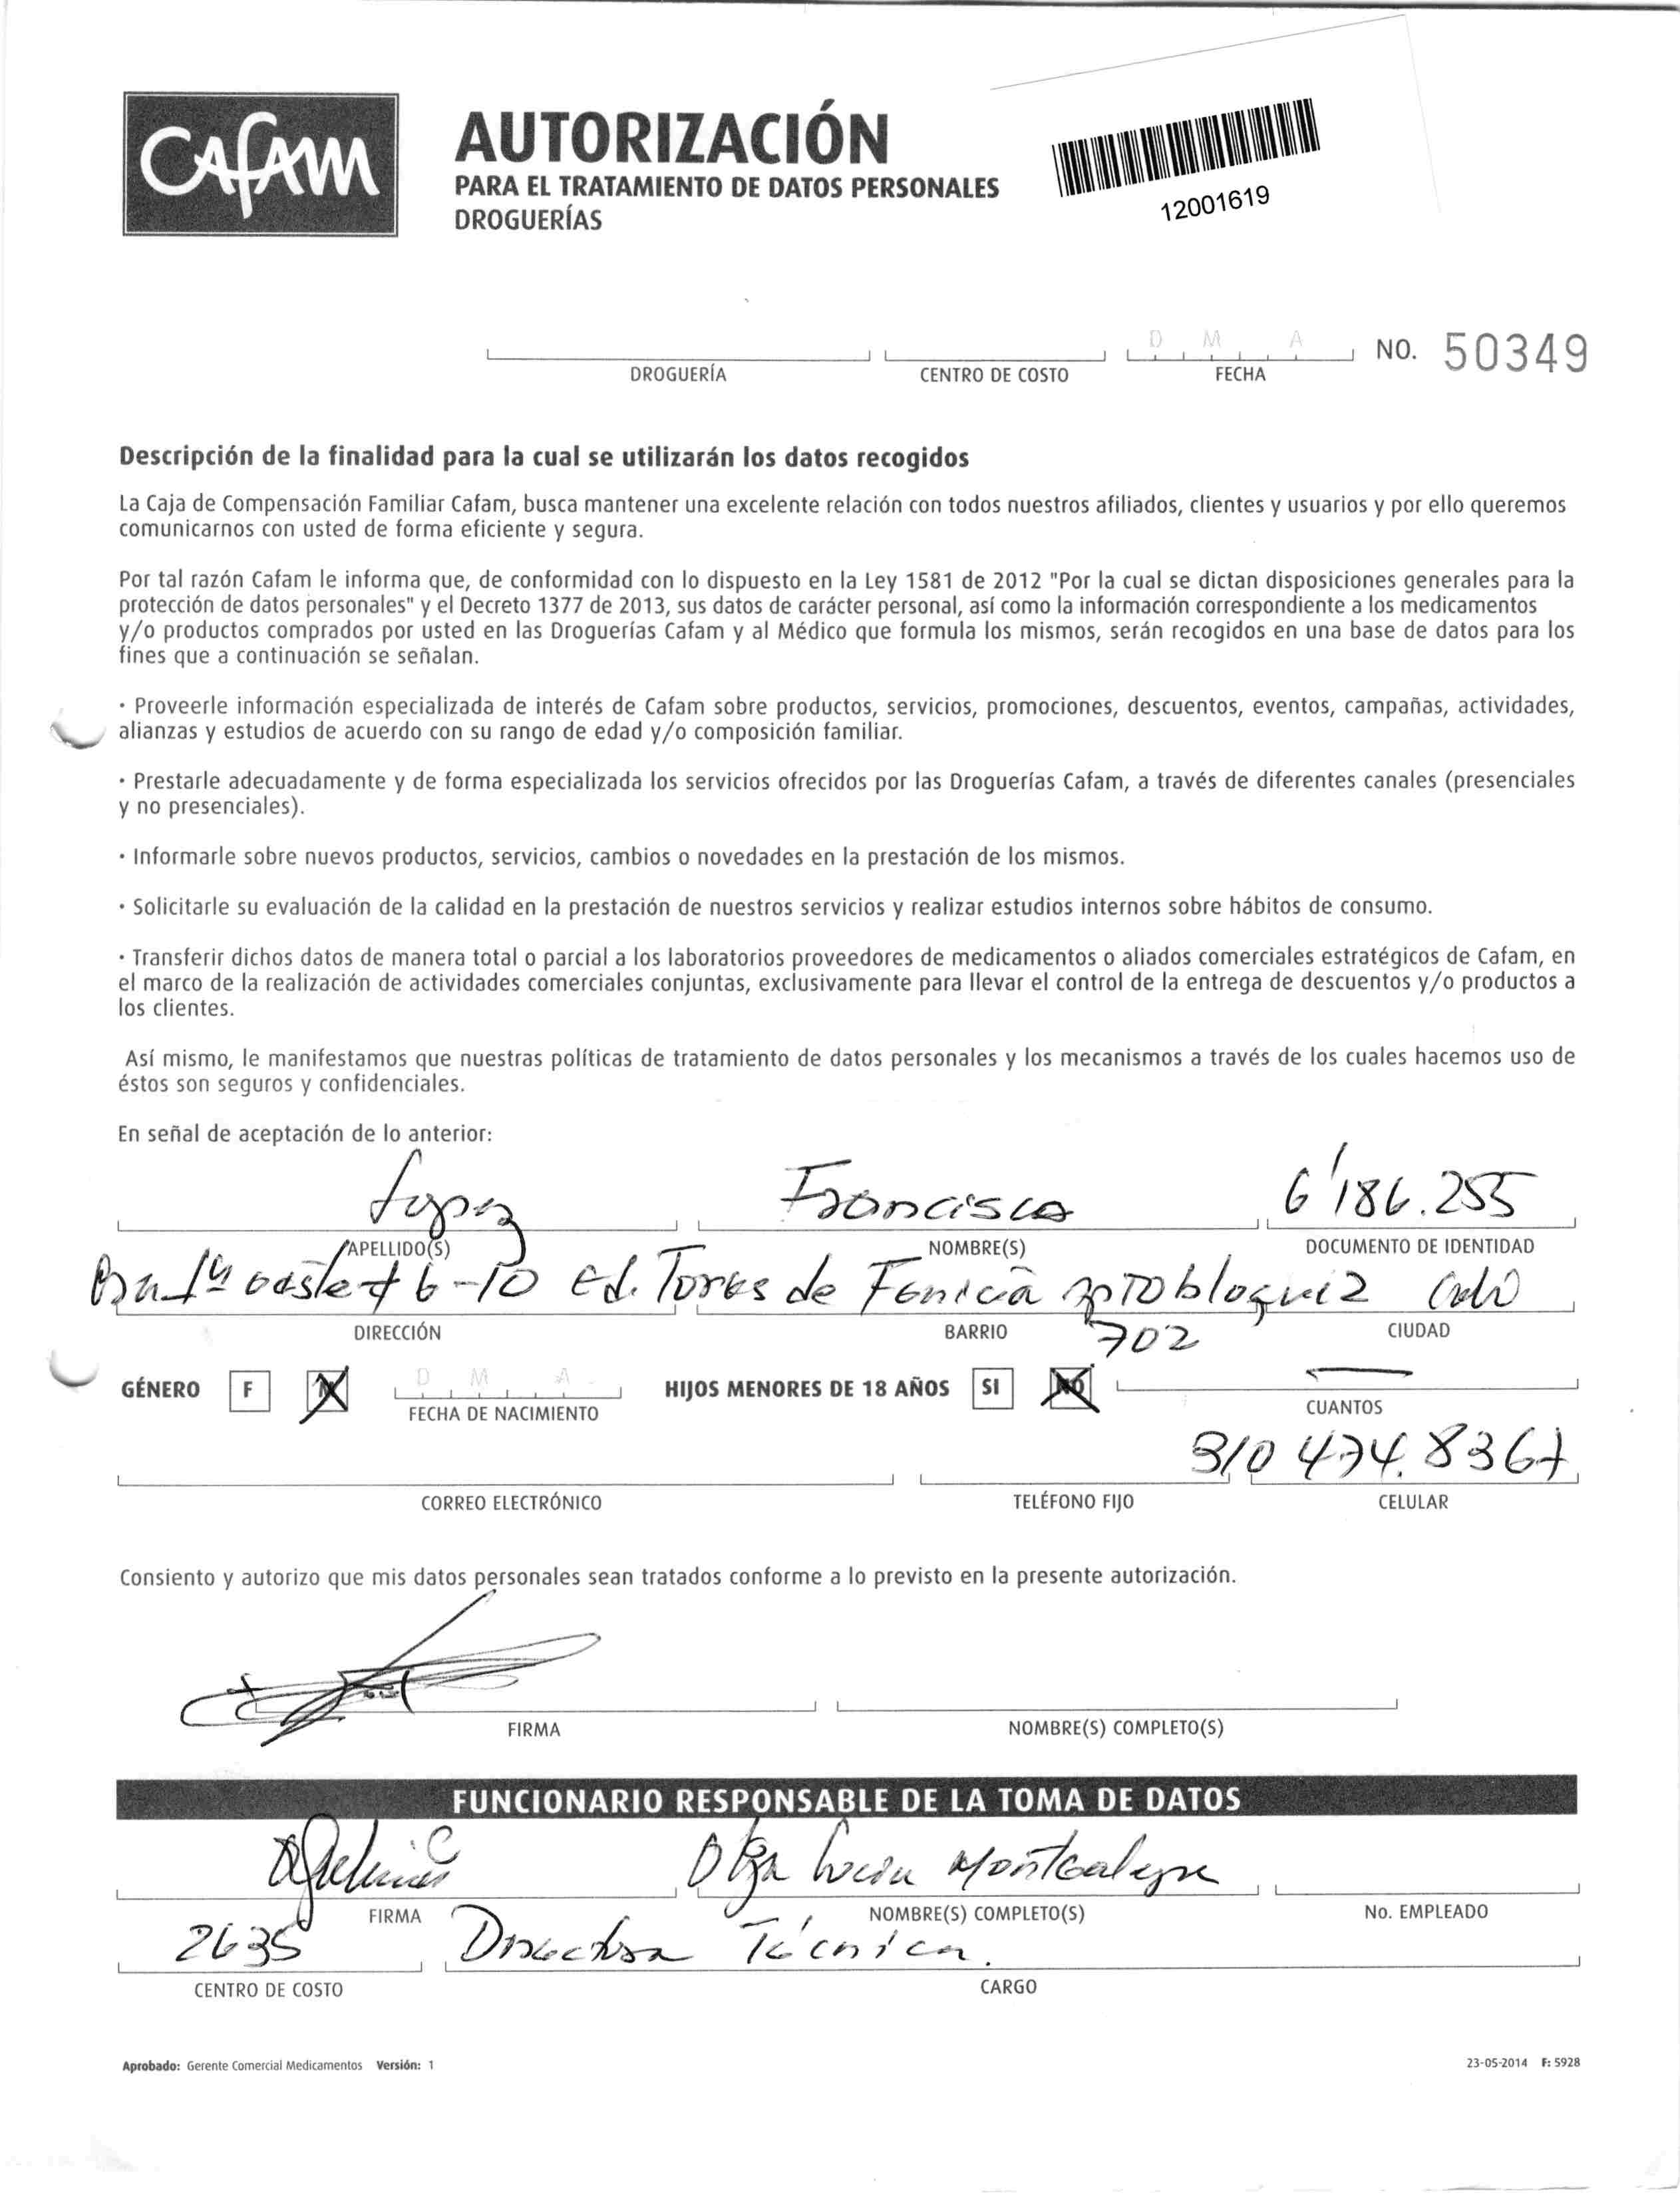 CAFAM
AUTORIZACIÓN
PARA EL TRATAMIENTO DE DATOS PERSONALES
DROGUERÍAS
12001619
D M A
NO. 50349
DROGUERÍA CENTRO DE COSTO FECHA
Descripción de la finalidad para la cual se utilizarán los datos recogidos
La Caja de Compensación Familiar Cafam, busca mantener una excelente relación con todos nuestros afiliados, clientes y usuarios y por ello queremos
comunicarnos con usted de forma eficiente y segura.
Por tal razón Cafam le informa que, de conformidad con lo dispuesto en la Ley 1581 de 2012 "Por la cual se dictan disposiciones generales para la
protección de datos personales" y el Decreto 1377 de 2013, sus datos de carácter personal, así como la información correspondiente a los medicamentos
y/o productos comprados por usted en las Droguerías Cafam y al Médico que formula los mismos, serán recogidos en una base de datos para los
fines que a continuación se señalan.
· Proveerle información especializada de interés de Cafam sobre productos, servicios, promociones, descuentos, eventos, campañas, actividades,
alianzas y estudios de acuerdo con su rango de edad y/o composición familiar.
· Prestarle adecuadamente y de forma especializada los servicios ofrecidos por las Droguerías Cafam, a través de diferentes canales (presenciales
y no presenciales).
· Informarle sobre nuevos productos, servicios, cambios o novedades en la prestación de los mismos.
· Solicitarle su evaluación de la calidad en la prestación de nuestros servicios y realizar estudios internos sobre hábitos de consumo.
· Transferir dichos datos de manera total o parcial a los laboratorios proveedores de medicamentos o aliados comerciales estratégicos de Cafam, en
el marco de la realización de actividades comerciales conjuntas, exclusivamente para llevar el control de la entrega de descuentos y/o productos a
los clientes.
Así mismo, le manifestamos que nuestras políticas de tratamiento de datos personales y los mecanismos a través de los cuales hacemos uso de
éstos son seguros y confidenciales.
En señal de aceptación de lo anterior:
Lopez Francisco 6'186.255
APELLIDO(S) NOMBRE(S) DOCUMENTO DE IDENTIDAD
oeste # 6-10 Ed. Torres de Fenicia apto bloque 2 Cali
702
DIRECCIÓN BARRIO CIUDAD
GÉNERO F M D M A HIJOS MENORES DE 18 AÑOS SI NO
FECHA DE NACIMIENTO CUANTOS
310 474.8367
CORREO ELECTRÓNICO TELÉFONO FIJO CELULAR
Consiento y autorizo que mis datos personales sean tratados conforme a lo previsto en la presente autorización.
FIRMA NOMBRE(S) COMPLETO(S)
FUNCIONARIO RESPONSABLE DE LA TOMA DE DATOS
Olga Lucia Montealegre
FIRMA NOMBRE(S) COMPLETO(S) No. EMPLEADO
2635 Directora Técnica.
CENTRO DE COSTO CARGO
Aprobado: Gerente Comercial Medicamentos Versión: 1
23-05-2014 F: 5928